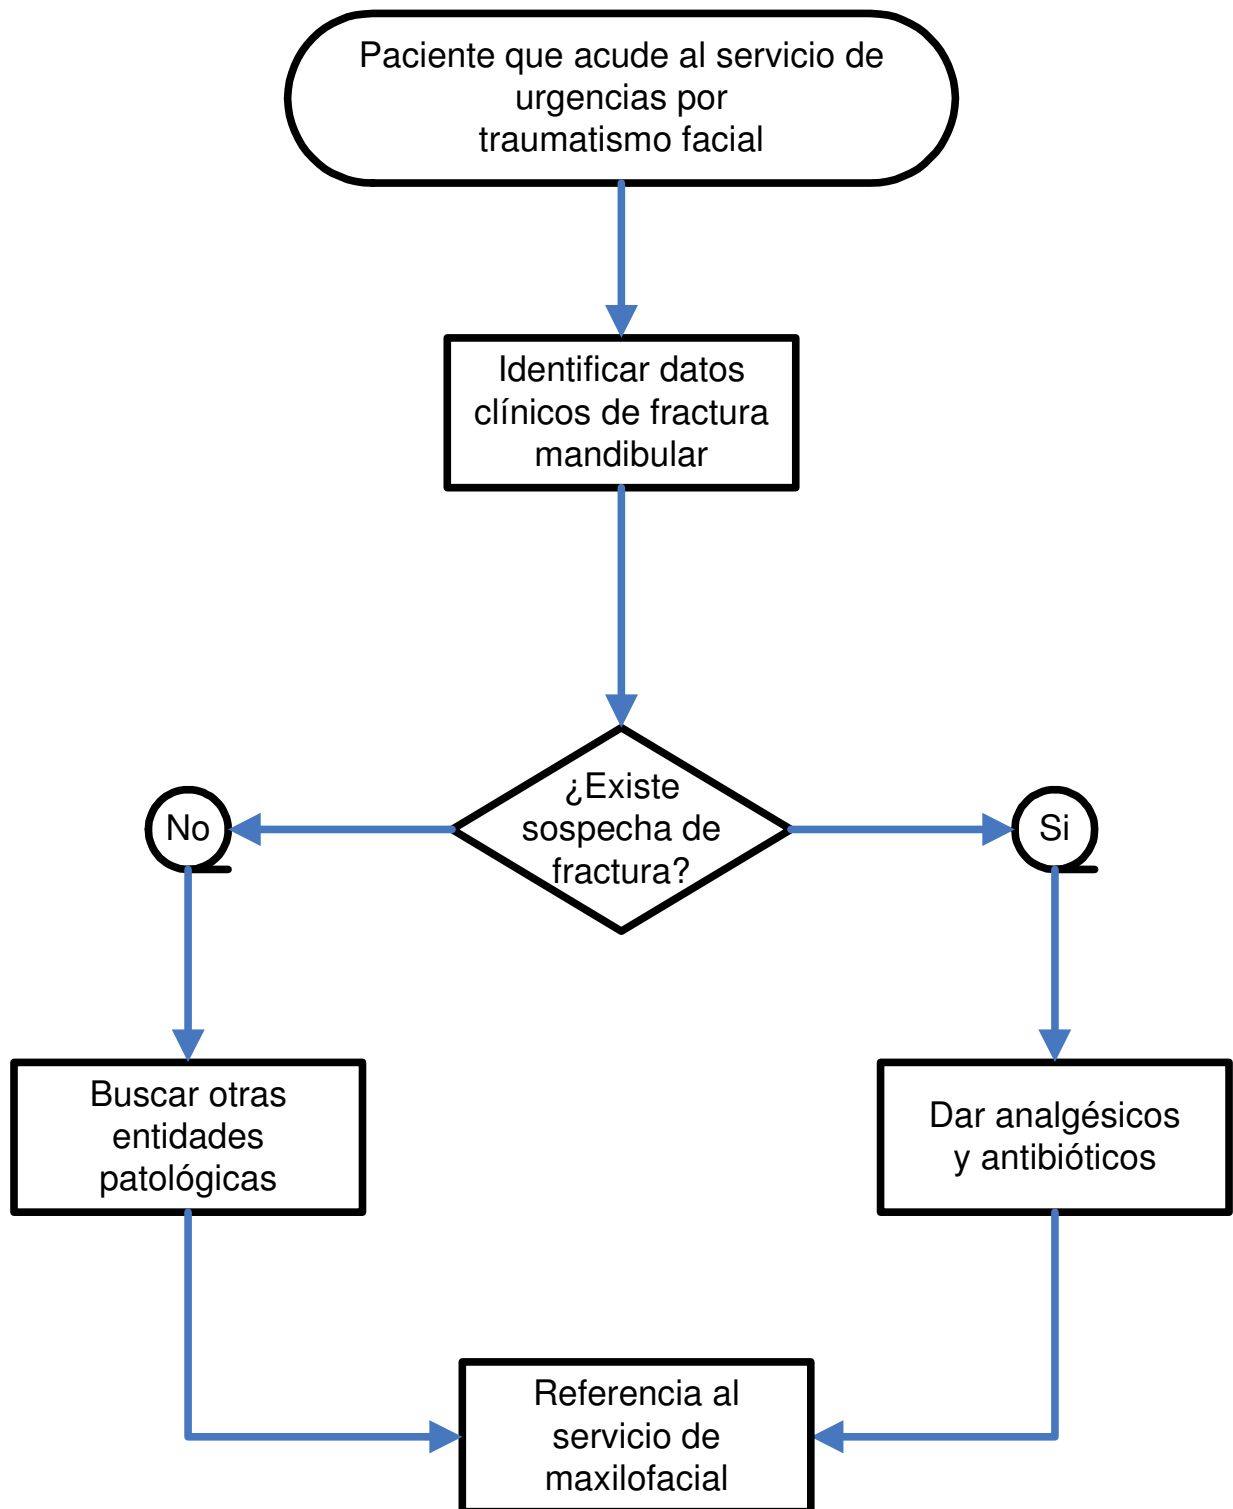 Paciente que acude al servicio de
urgencias por
traumatismo facial
Identificar datos
clínicos de fractura
mandibular
¿Existe
sospecha de
fractura?
No
Si
Buscar otras
entidades
patológicas
Dar analgésicos
y antibióticos
Referencia al
servicio de
maxilofacial